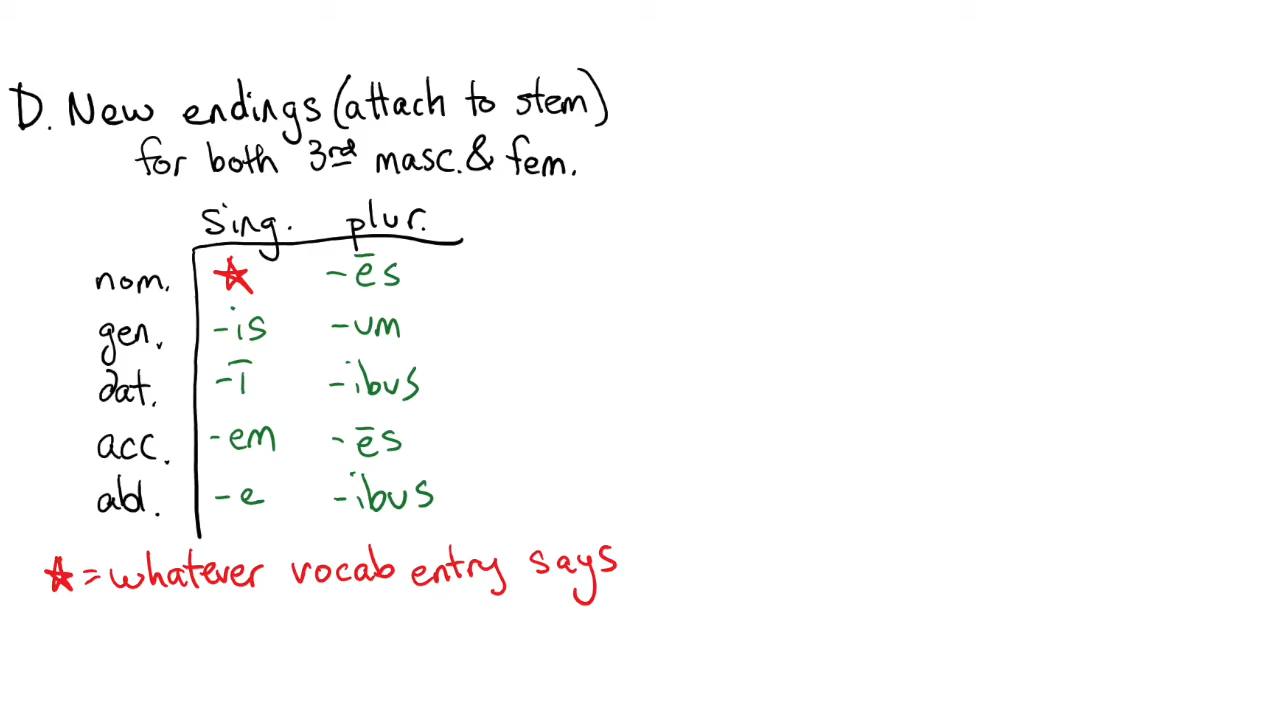 D. New endings (attach to stem)
for both 3rd masc. & fem.
sing. plur.
nom. ☆ -ēs
gen. -is -um
dat. -ī -ibus
acc. -em -ēs
abl. -e -ibus
☆ = whatever vocab entry says